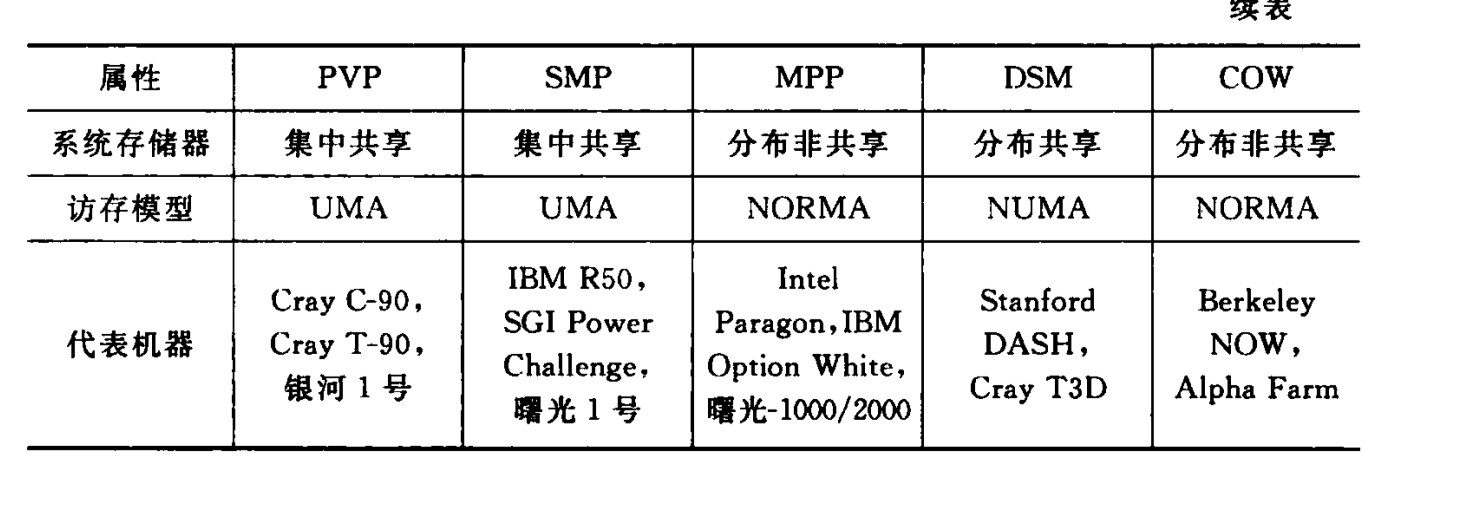 续表
属性 PVP SMP MPP DSM COW
系统存储器 集中共享 集中共享 分布非共享 分布共享 分布非共享
访存模型 UMA UMA NORMA NUMA NORMA
代表机器
Cray C-90,
Cray T-90,
银河 1 号
IBM R50,
SGI Power
Challenge,
曙光 1 号
Intel
Paragon,IBM
Option White,
曙光-1000/2000
Stanford
DASH,
Cray T3D
Berkeley
NOW,
Alpha Farm